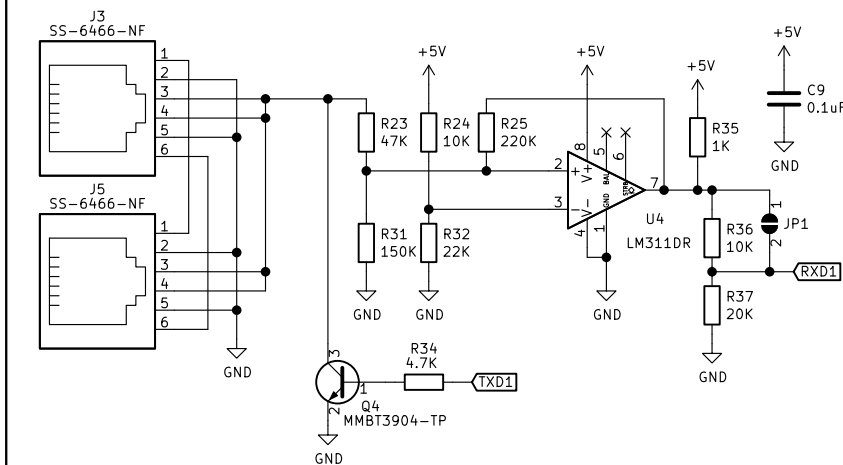 J3
SS-6466-NF
1
2
3
4
5
6
J5
SS-6466-NF
1
2
3
4
5
6
GND
+5V
R23
47K
R24
10K
R25
220K
R31
150K
R32
22K
GND
GND
+5V
8
5
6
2
3
7
+
-
V+
BAL
STRB
GND
V-
4
1
U4
LM311DR
GND
+5V
R35
1K
+5V
C9
0.1uF
GND
R36
10K
1
JP1
2
RXD1
R37
20K
GND
3
1
2
Q4
MMBT3904-TP
R34
4.7K
TXD1
GND